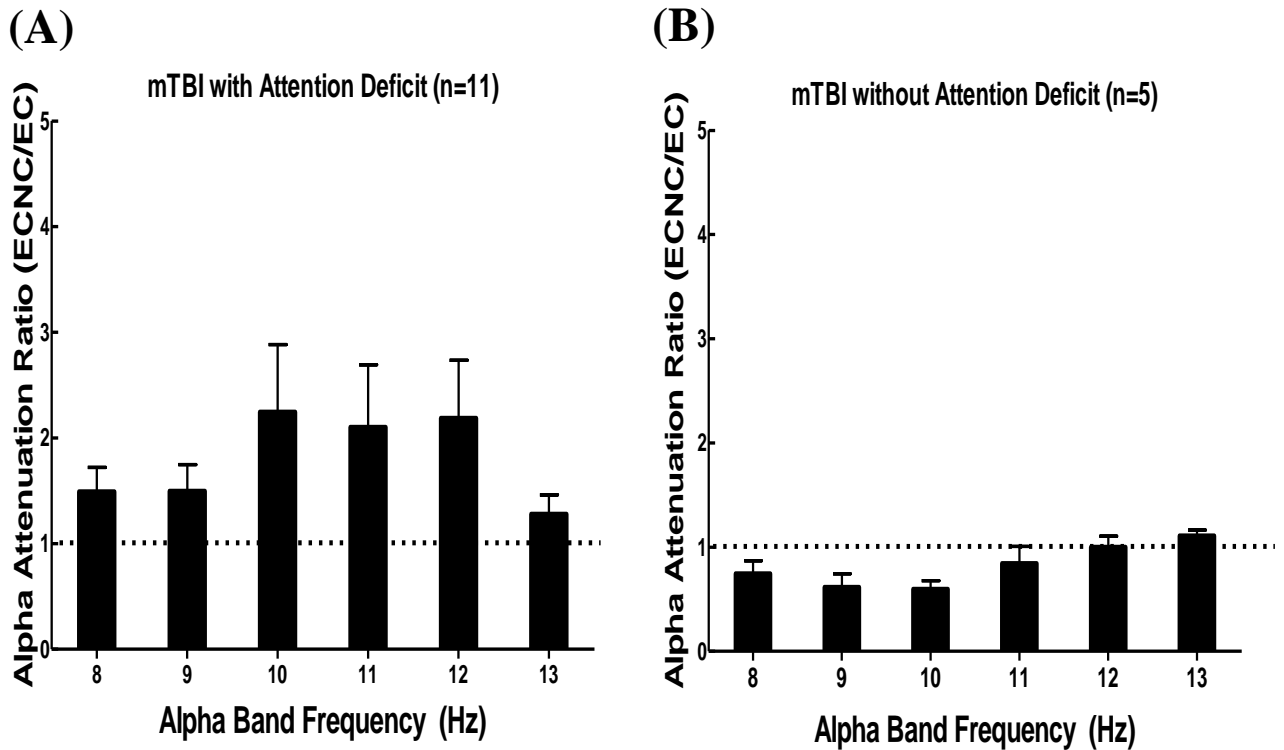 (A)
mTBI with Attention Deficit (n=11)
Alpha Attenuation Ratio (ECNC/EC)
5
4
3
2
1
0
8 9 10 11 12 13
Alpha Band Frequency (Hz)
(B)
mTBI without Attention Deficit (n=5)
Alpha Attenuation Ratio (ECNC/EC)
5
4
3
2
1
0
8 9 10 11 12 13
Alpha Band Frequency (Hz)